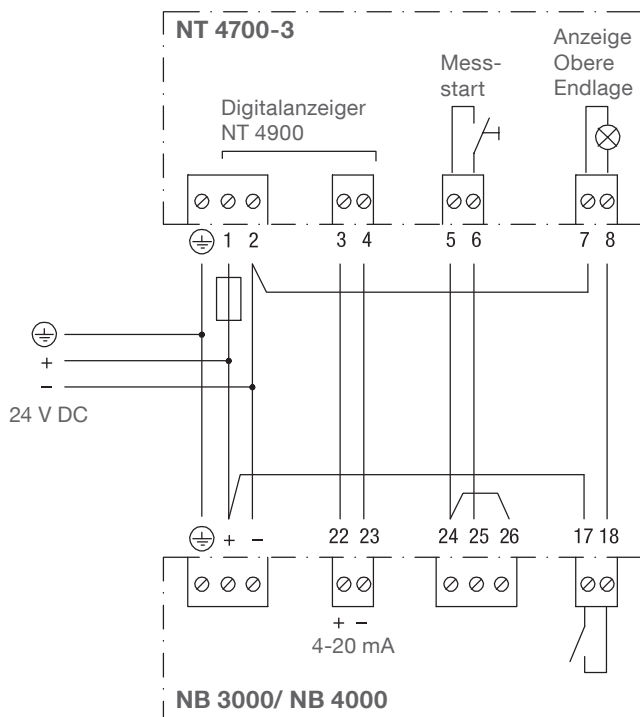 NT 4700-3
Anzeige
Obere
Endlage
Mess-
start
Digitalanzeiger
NT 4900
1 2 3 4 5 6 7 8
+
−
24 V DC
+ − 22 23 24 25 26 17 18
+ −
4-20 mA
NB 3000/ NB 4000